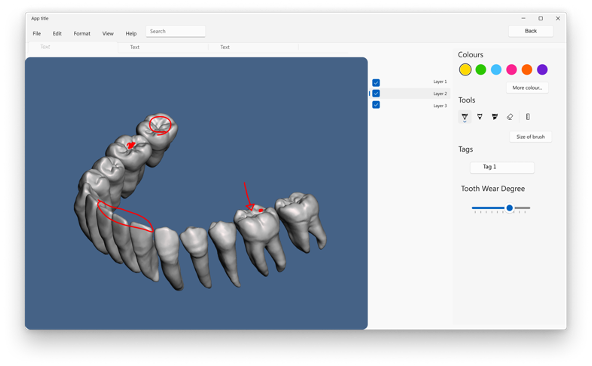 App title
File Edit Format View Help Search Back
Text Text Text
Colours
Layer 1
Layer 2
Layer 3
More colour...
Tools
Size of brush
Tags
Tag 1
Tooth Wear Degree